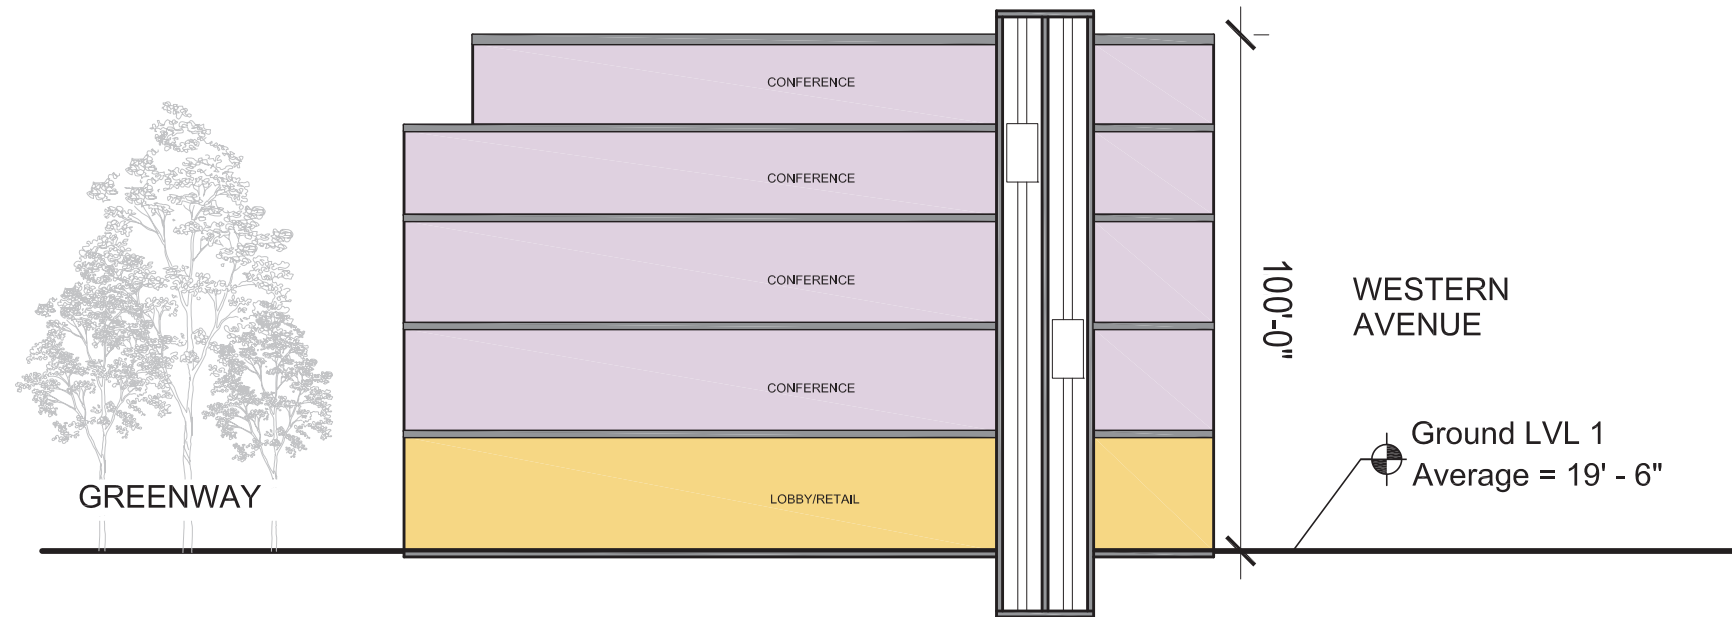 CONFERENCE
CONFERENCE
CONFERENCE
CONFERENCE
LOBBY/RETAIL
GREENWAY
100'-0"
WESTERN
AVENUE
Ground LVL 1
Average = 19' - 6"